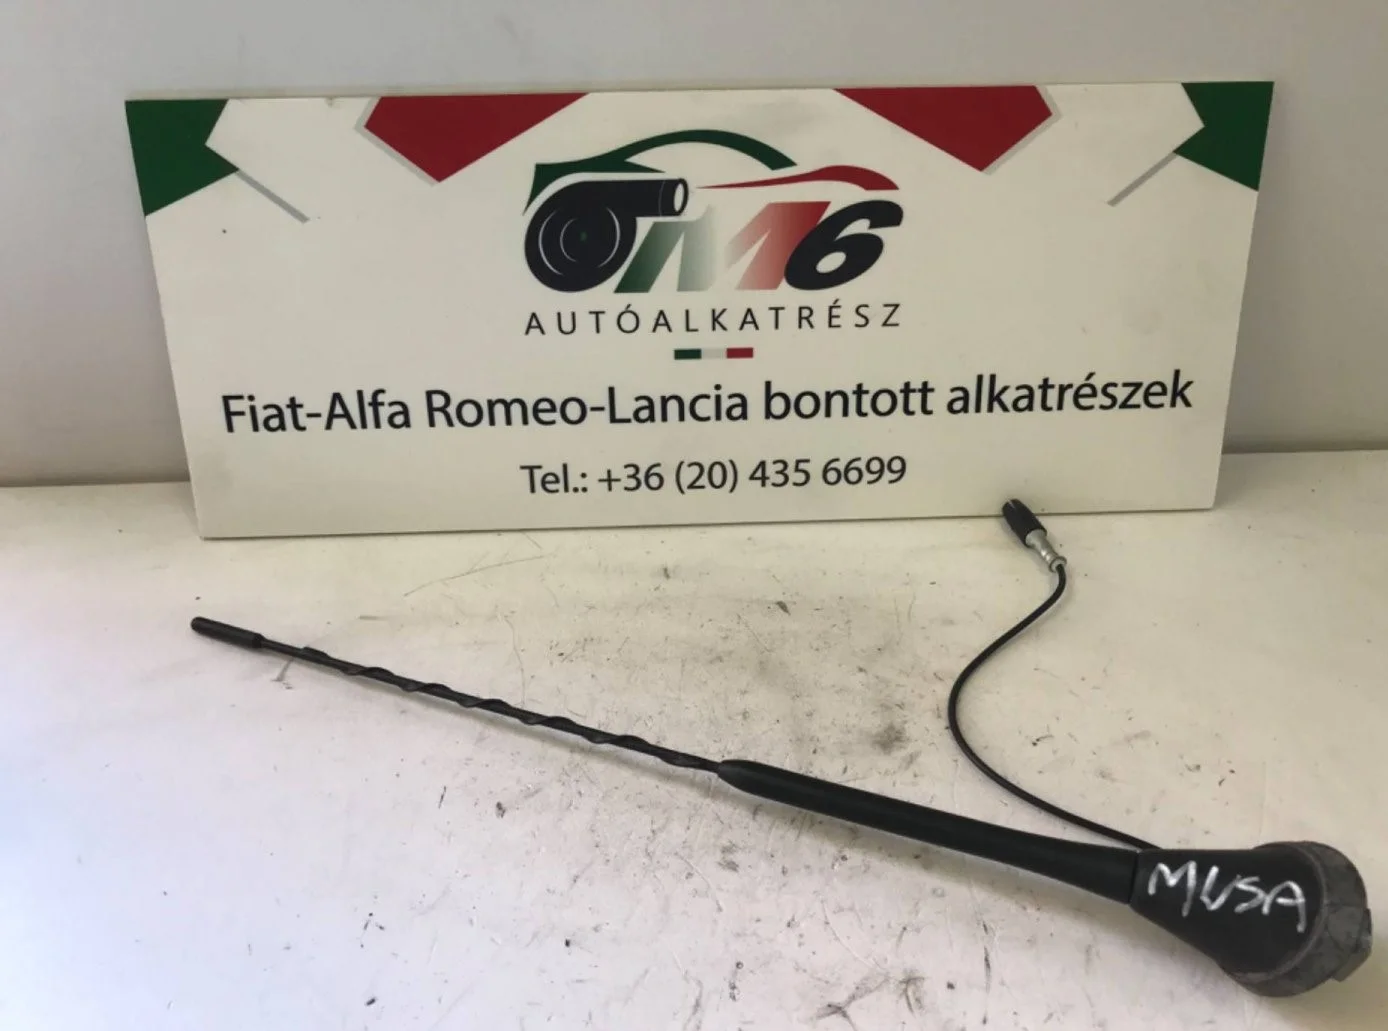 M6
AUTÓALKATRÉSZ
Fiat-Alfa Romeo-Lancia bontott alkatrészek
Tel.: +36 (20) 435 6699
MUSA